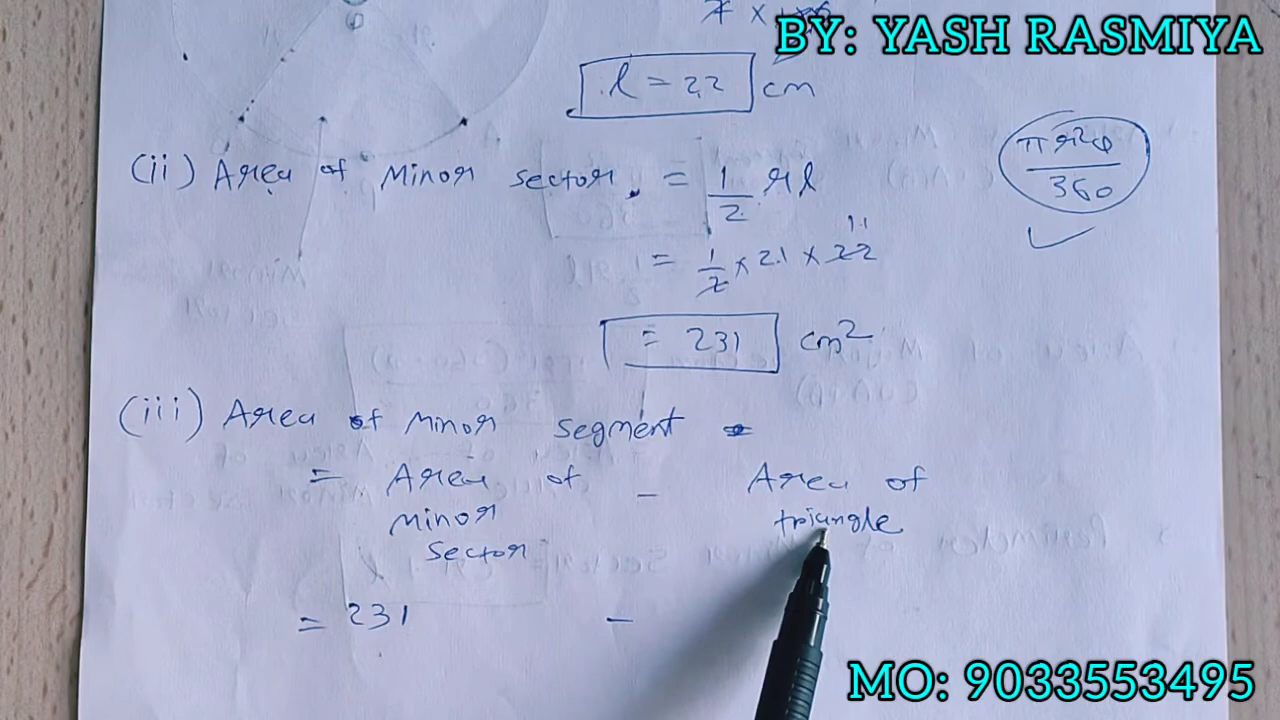 BY: YASH RASMIYA
l = 22 cm
(ii) Area of Minor sector. = 1/2 rl
πr²θ/360
= 1/2 × 21 × 22
11
= 231 cm²
(iii) Area of Minor segment
= Area of - Area of
Minor triangle
sector
= 231 -
MO: 9033553495